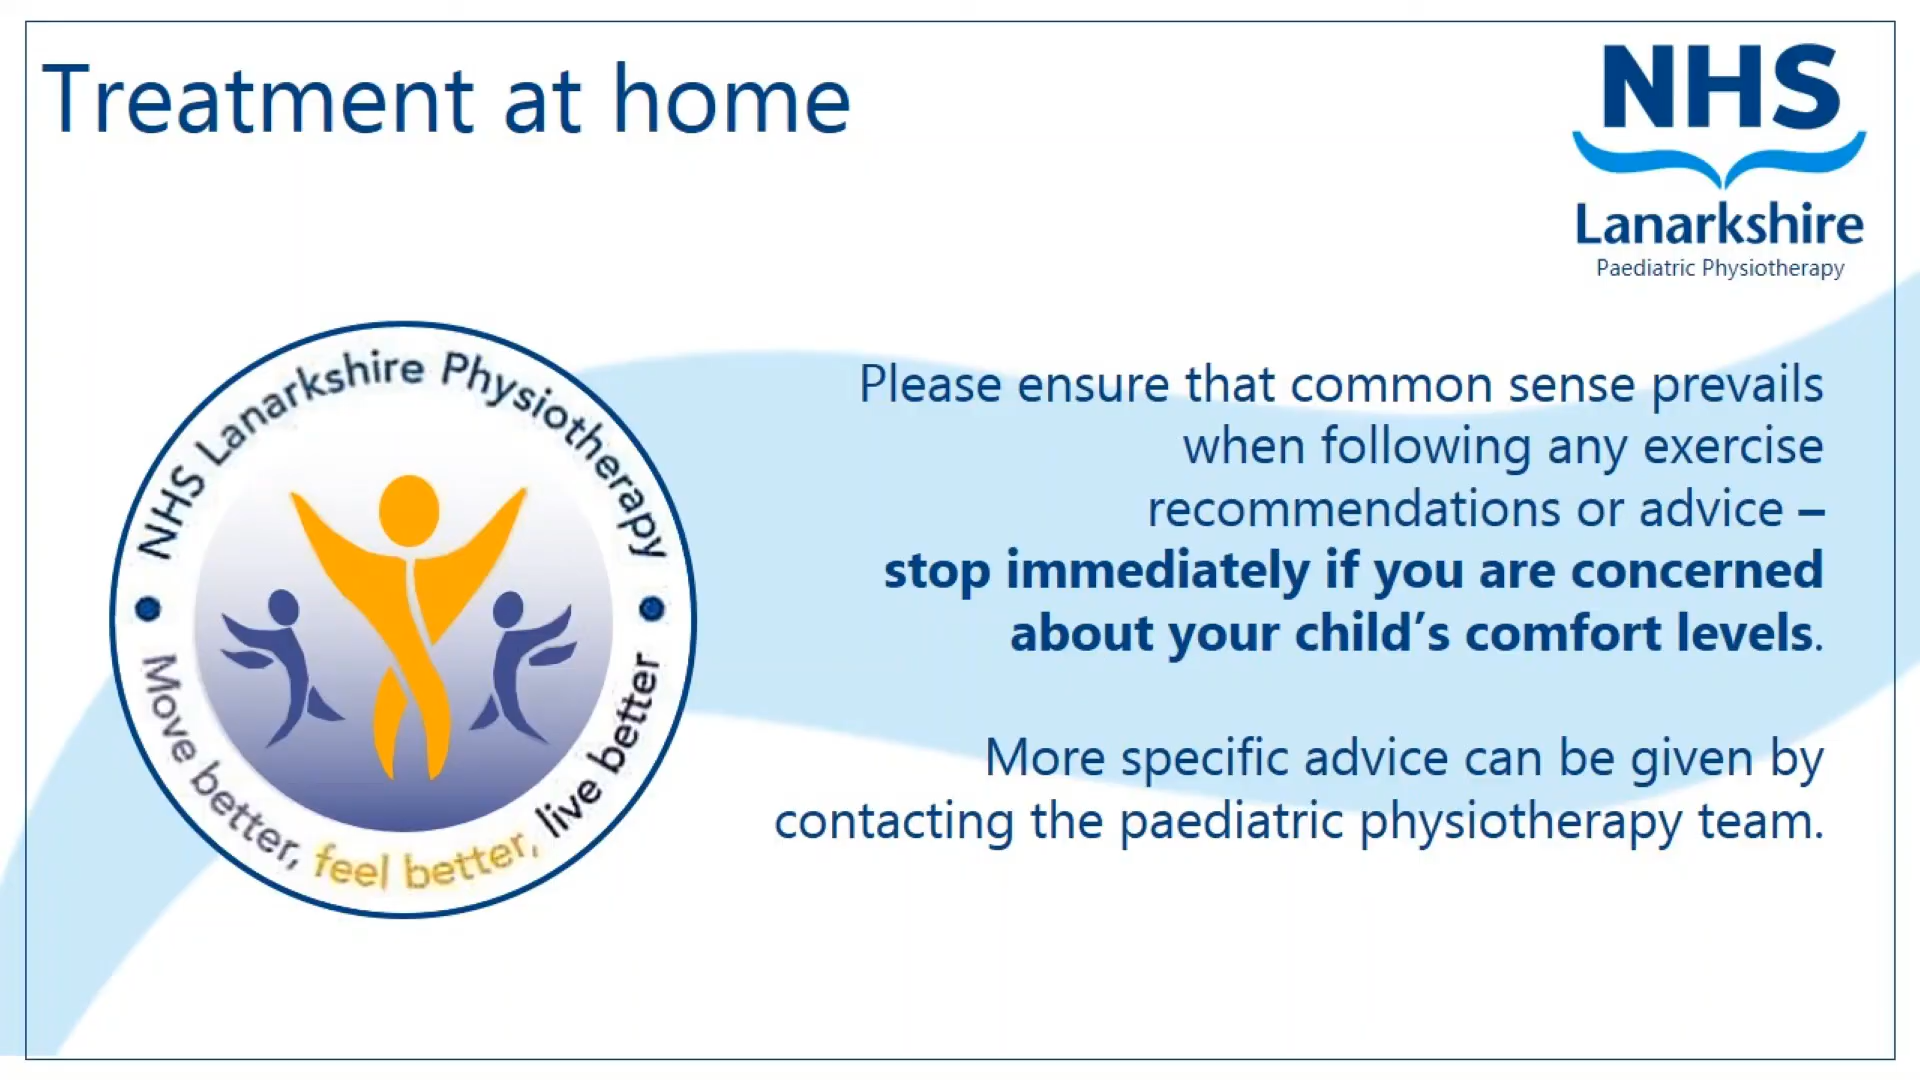 Treatment at home
NHS
Lanarkshire
Paediatric Physiotherapy
NHS Lanarkshire Physiotherapy
Move better, feel better, live better
Please ensure that common sense prevails
when following any exercise
recommendations or advice –
stop immediately if you are concerned
about your child’s comfort levels.
More specific advice can be given by
contacting the paediatric physiotherapy team.